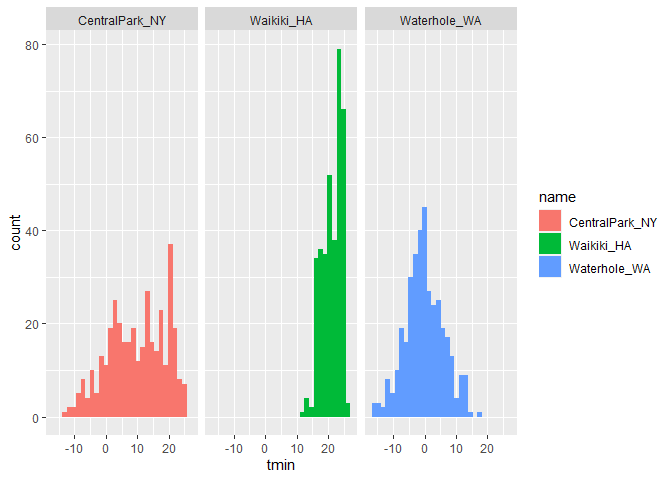 CentralPark_NY Waikiki_HA Waterhole_WA
80
60
40
20
0
count
-10 0 10 20 -10 0 10 20 -10 0 10 20
tmin
name
CentralPark_NY
Waikiki_HA
Waterhole_WA